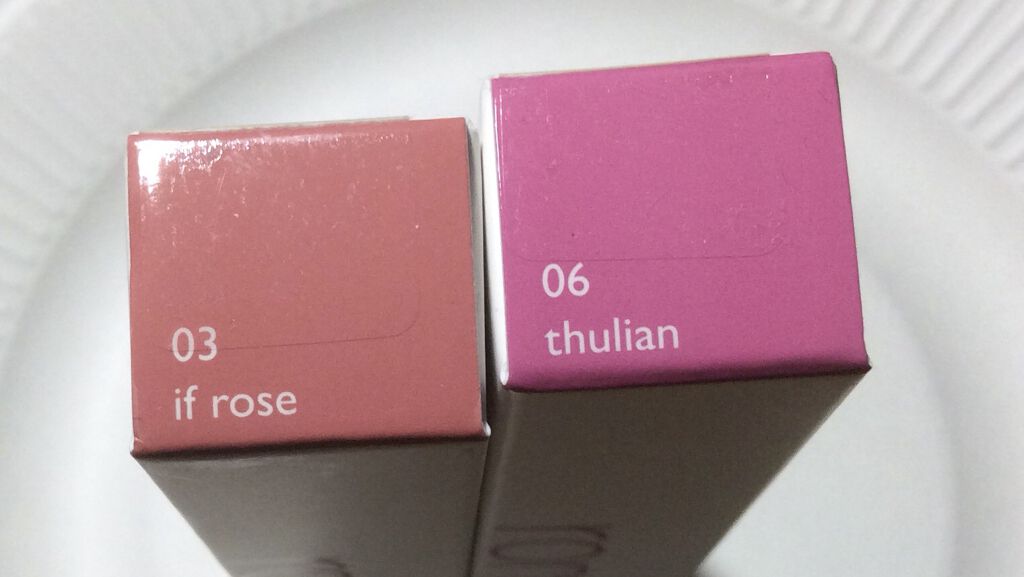 03
if rose
06
thulian